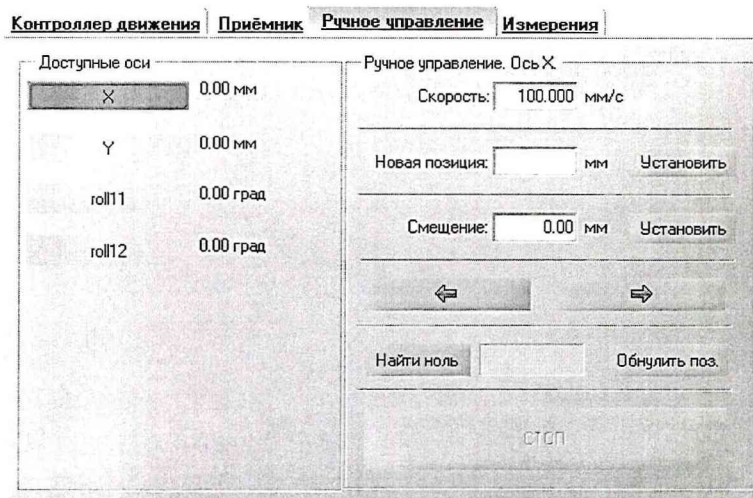 Контроллер движения Приёмник Ручное управление Измерения
Доступные оси
X 0.00 мм
Y 0.00 мм
roll11 0.00 град
roll12 0.00 град
Ручное управление. Ось X.
Скорость: 100.000 мм/с
Новая позиция: мм Установить
Смещение: 0.00 мм Установить
Найти ноль Обнулить поз.
СТОП